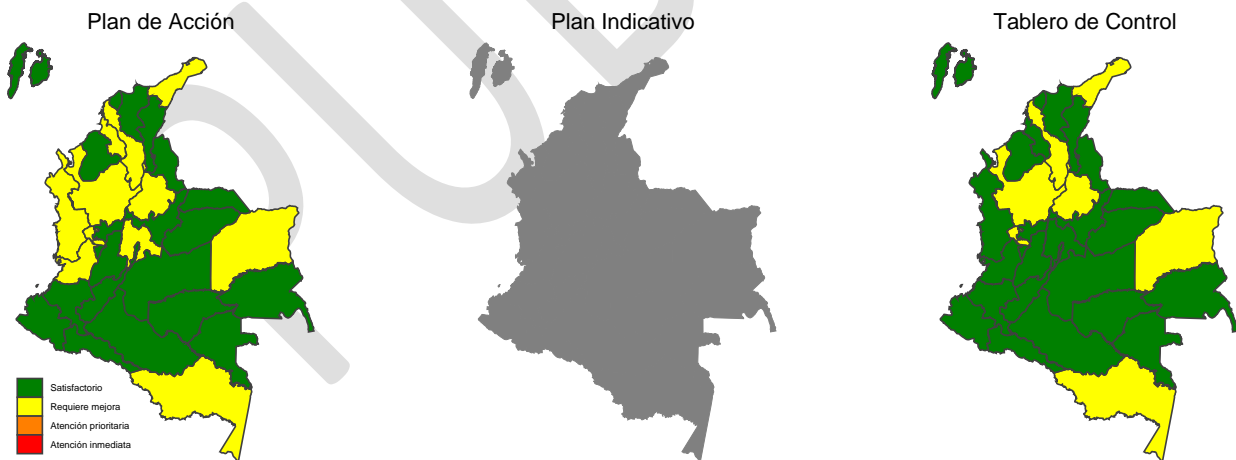 Plan de Acción
Plan Indicativo
Tablero de Control
Satisfactorio
Requiere mejora
Atención prioritaria
Atención inmediata